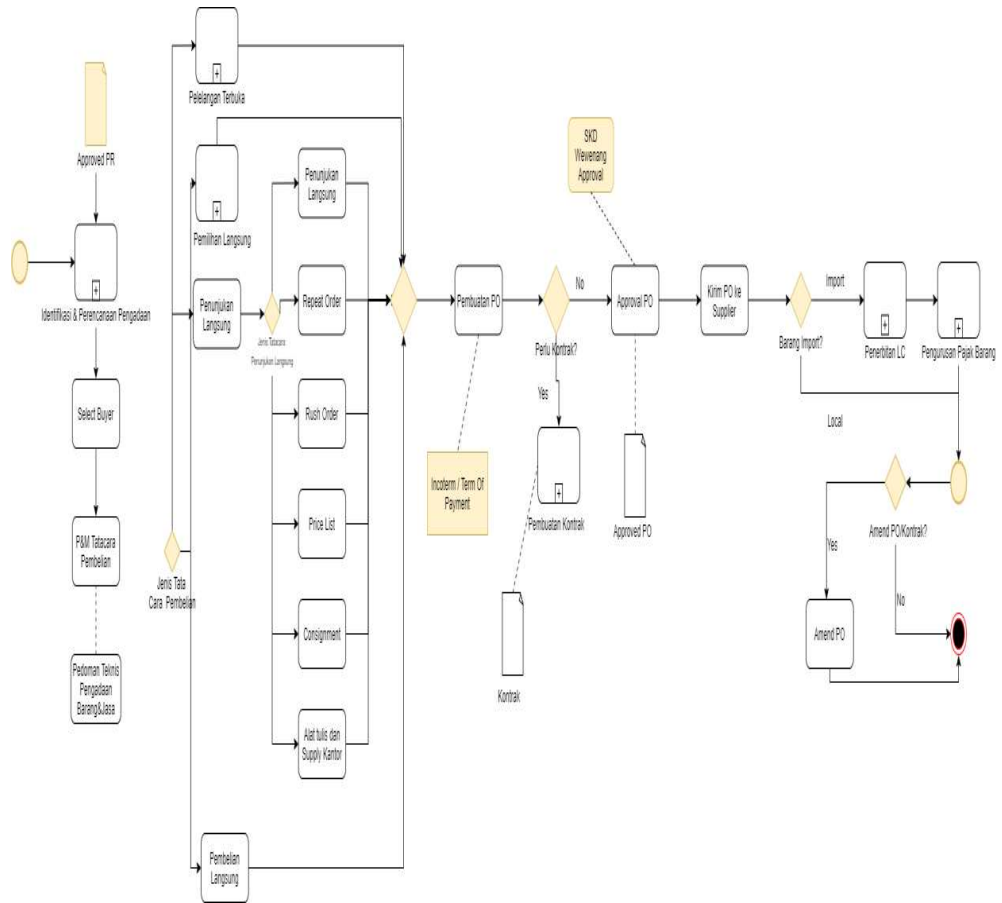 Approved PR
Identifikasi & Perencanaan Pengadaan
Select Buyer
P&M Tatacara
Pembelian
Pedoman Teknis
Pengadaan
Barang&Jasa
Jenis Tata
Cara Pembelian
Pelelangan Terbuka
Pemilihan Langsung
Penunjukan
Langsung
Jenis Tatacara
Penunjukan Langsung
Penunjukan
Langsung
Repeat Order
Rush Order
Price List
Consignment
Alat tulis dan
Supply Kantor
Pembelian
Langsung
Pembuatan PO
Incoterm / Term Of
Payment
Perlu Kontrak?
No
Yes
Pembuatan Kontrak
Kontrak
SKD
Wewenang
Approval
Approval PO
Approved PO
Kirim PO ke
Supplier
Barang Import?
Import
Local
Penerbitan LC
Pengurusan Pajak Barang
Amend PO/Kontrak?
Yes
No
Amend PO